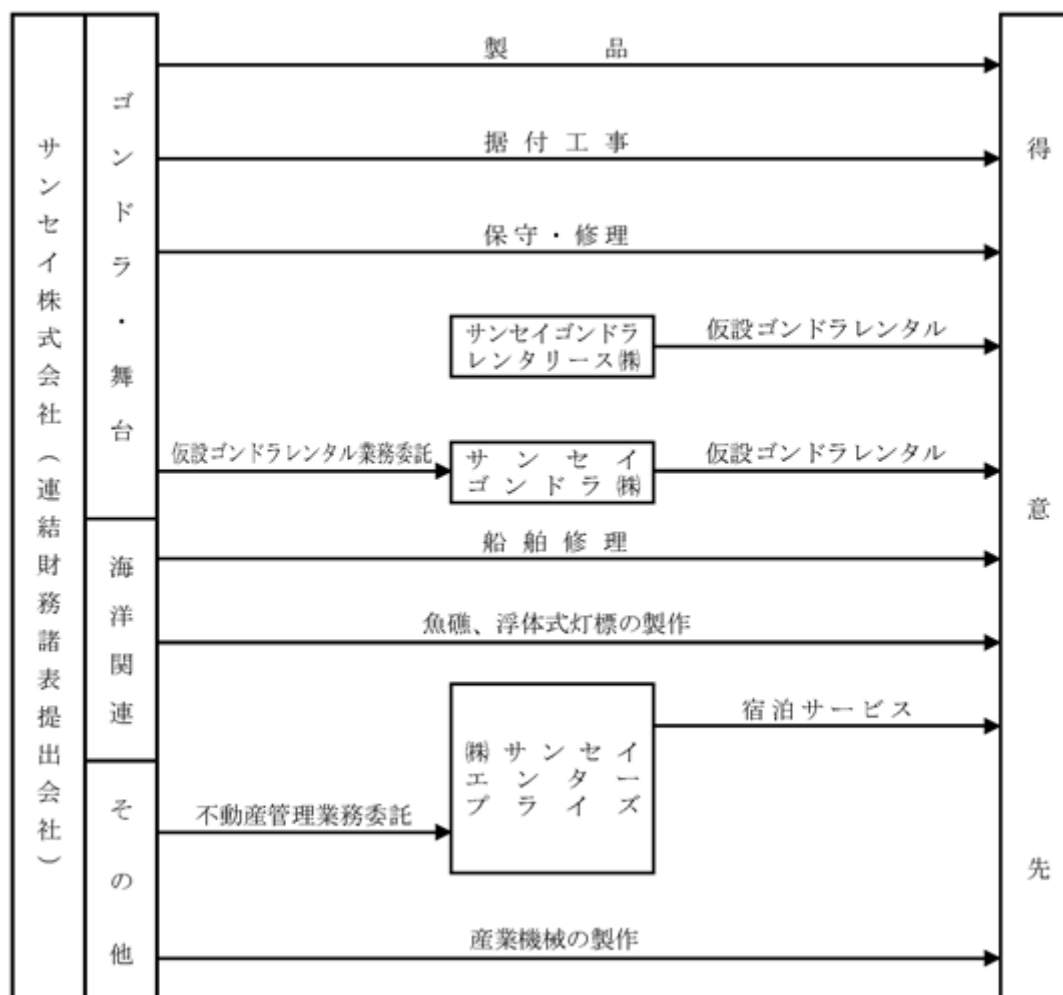 サンセイ株式会社（連結財務諸表提出会社）
ゴンドラ・舞台
製品
据付工事
保守・修理
サンセイゴンドラ
レンタリース㈱
仮設ゴンドラレンタル
仮設ゴンドラレンタル業務委託
サンセイ
ゴンドラ㈱
仮設ゴンドラレンタル
海洋関連
船舶修理
魚礁、浮体式灯標の製作
㈱サンセイ
エンター
プライズ
宿泊サービス
その他
不動産管理業務委託
産業機械の製作
得意先